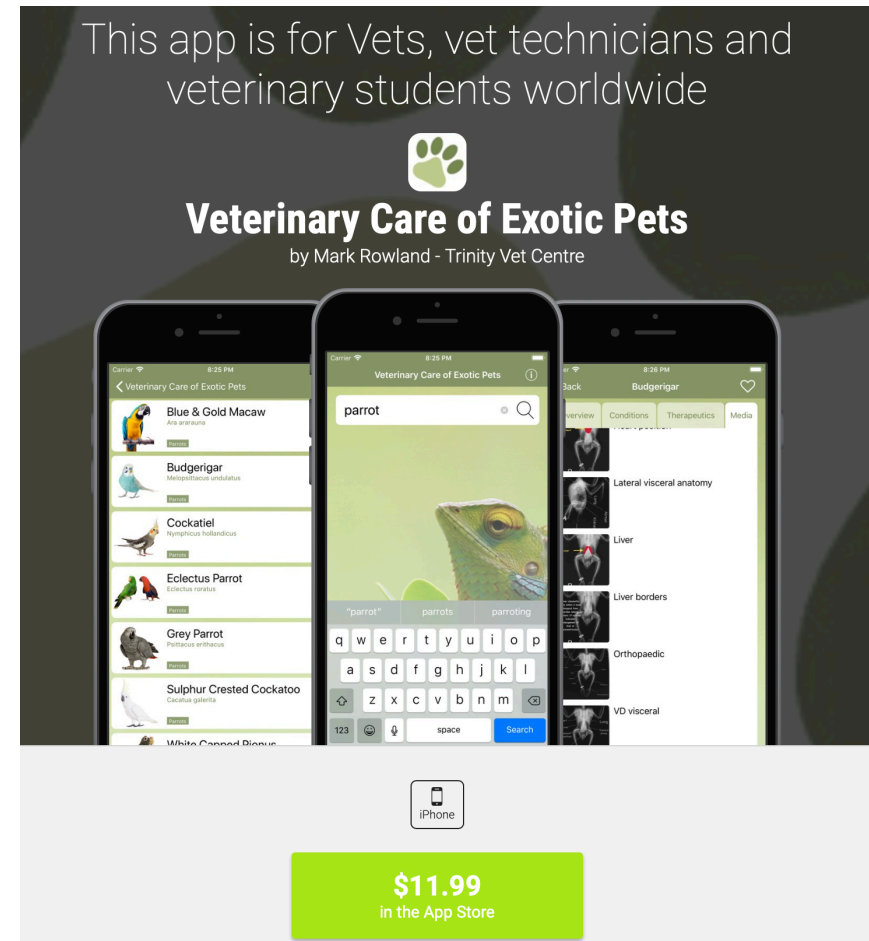 This app is for Vets, vet technicians and
veterinary students worldwide
Veterinary Care of Exotic Pets
by Mark Rowland - Trinity Vet Centre
Carrier 8:25 PM
Veterinary Care of Exotic Pets
Blue & Gold Macaw
Ara ararauna
Parrots
Budgerigar
Melopsittacus undulatus
Parrots
Cockatiel
Nymphicus hollandicus
Parrots
Eclectus Parrot
Eclectus roratus
Parrots
Grey Parrot
Psittacus erithacus
Parrots
Sulphur Crested Cockatoo
Cacatua galerita
Parrots
White Capped Pionus
Carrier 8:25 PM
Veterinary Care of Exotic Pets
parrot
"parrot" parrots parroting
q w e r t y u i o p
a s d f g h j k l
z x c v b n m
123 space Search
er 8:26 PM
Back Budgerigar
verview Conditions Therapeutics Media
Lateral visceral anatomy
Liver
Liver borders
Orthopaedic
VD visceral
iPhone
$11.99
in the App Store